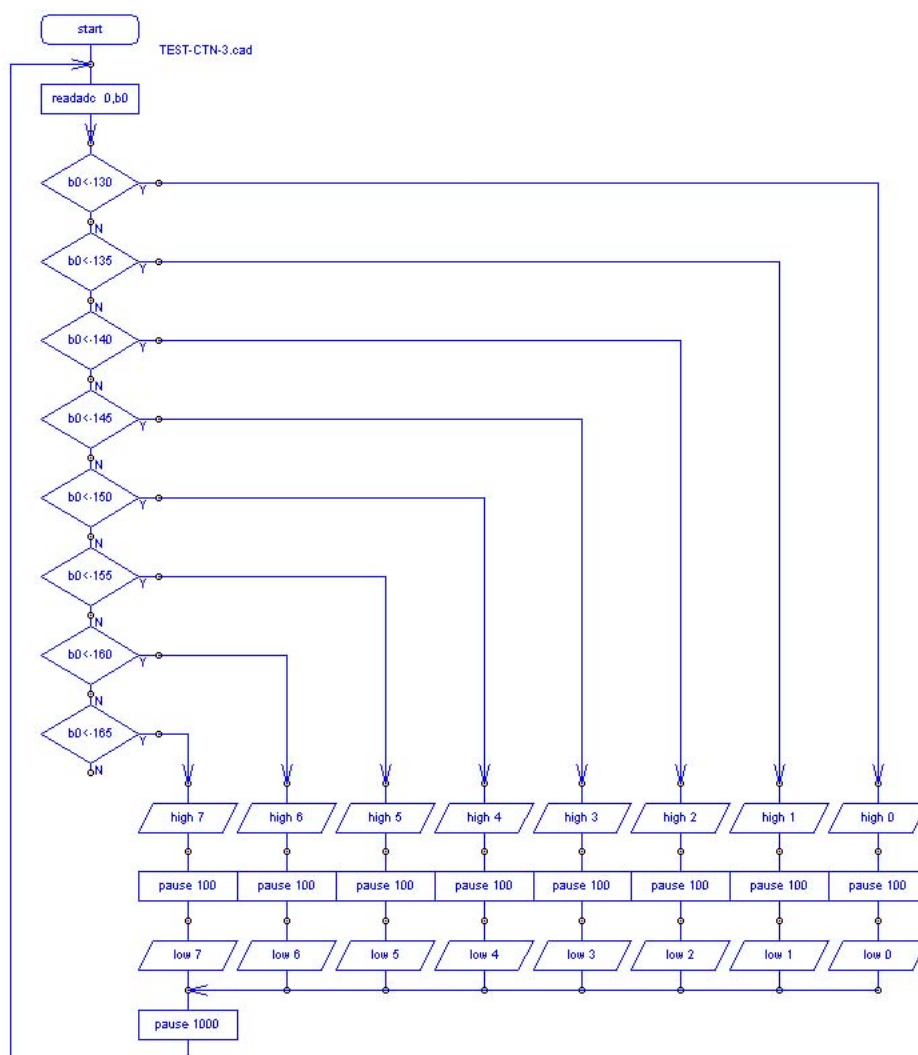 start
TEST-CTN-3.cad
readadc 0,b0
b0<-130
Y
N
b0<-135
Y
N
b0<-140
Y
N
b0<-145
Y
N
b0<-150
Y
N
b0<-155
Y
N
b0<-160
Y
N
b0<-165
Y
N
high 7 high 6 high 5 high 4 high 3 high 2 high 1 high 0
pause 100 pause 100 pause 100 pause 100 pause 100 pause 100 pause 100 pause 100
low 7 low 6 low 5 low 4 low 3 low 2 low 1 low 0
pause 1000